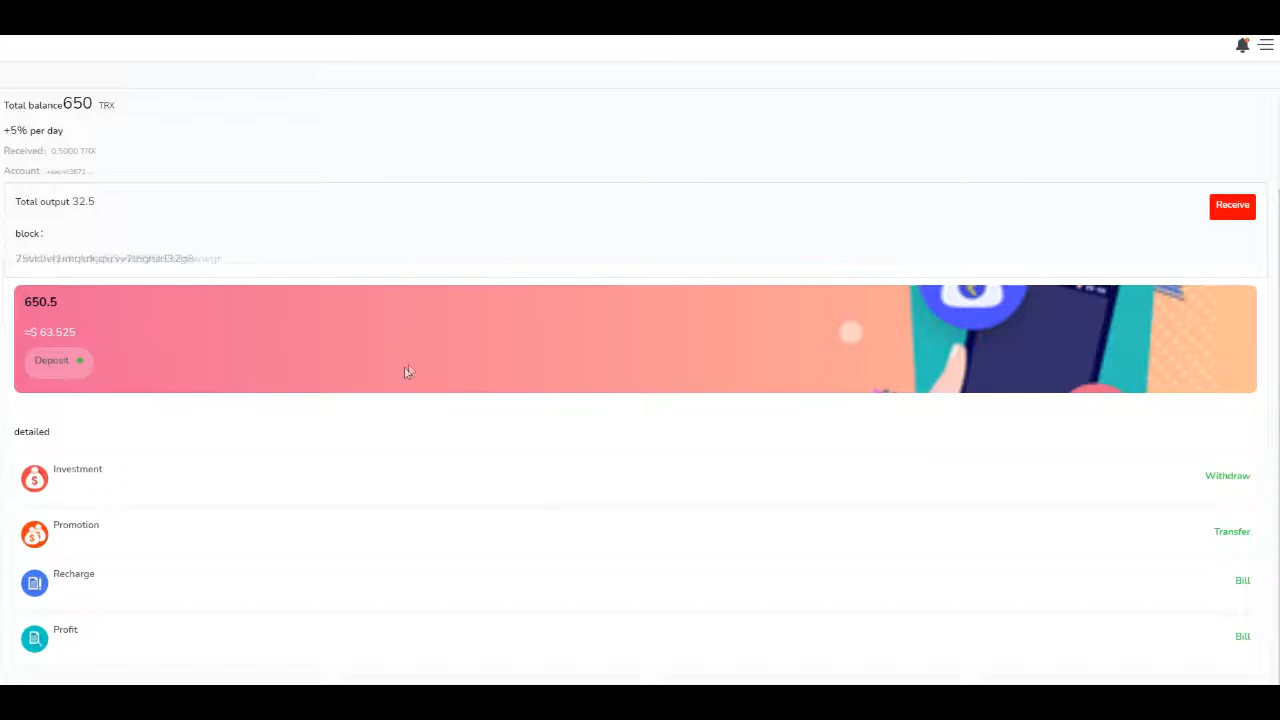 Total balance650 TRX
+5% per day
Received: 0.5000 TRX
Account
Total output 32.5
Receive
block:
650.5
≈$ 63.525
Deposit
detailed
Investment
Withdraw
Promotion
Transfer
Recharge
Bill
Profit
Bill